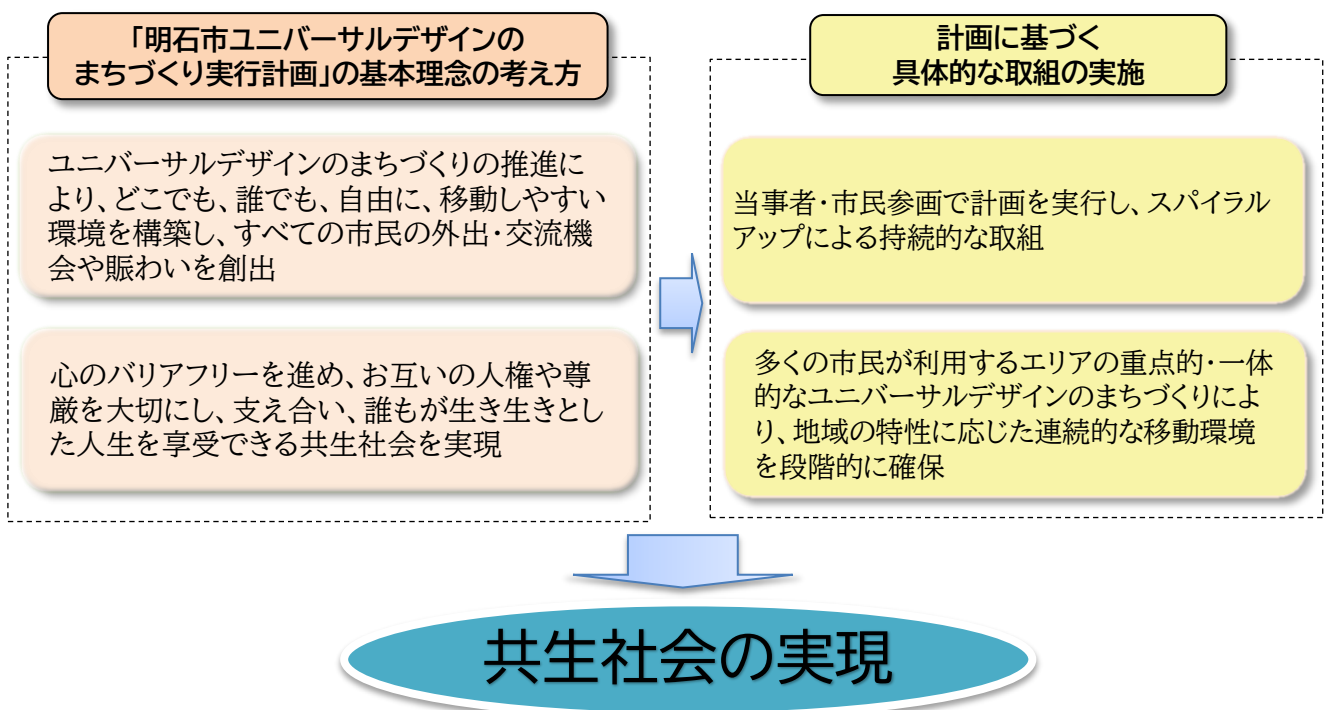 「明石市ユニバーサルデザインの
まちづくり実行計画」の基本理念の考え方
ユニバーサルデザインのまちづくりの推進に
より、どこでも、誰でも、自由に、移動しやすい
環境を構築し、すべての市民の外出・交流機
会や賑わいを創出
心のバリアフリーを進め、お互いの人権や尊
厳を大切にし、支え合い、誰もが生き生きとし
た人生を享受できる共生社会を実現
計画に基づく
具体的な取組の実施
当事者・市民参画で計画を実行し、スパイラル
アップによる持続的な取組
多くの市民が利用するエリアの重点的・一体
的なユニバーサルデザインのまちづくりによ
り、地域の特性に応じた連続的な移動環境
を段階的に確保
共生社会の実現